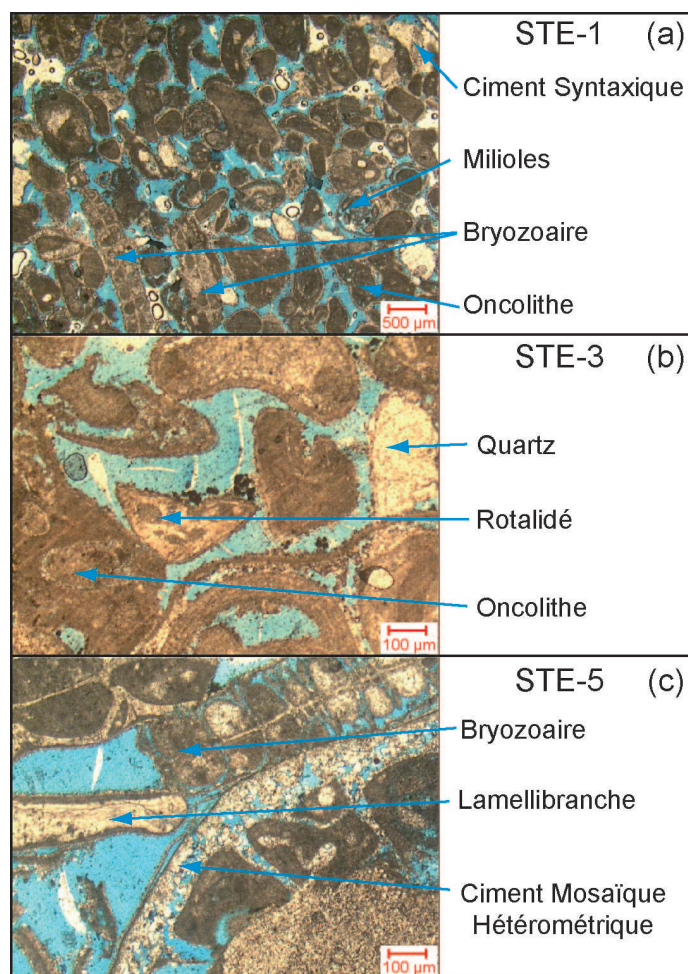 STE-1 (a)
Ciment Syntaxique
Milioles
Bryozoaire
Oncolithe
500 µm
STE-3 (b)
Quartz
Rotalidé
Oncolithe
100 µm
STE-5 (c)
Bryozoaire
Lamellibranche
Ciment Mosaïque
Hétérométrique
100 µm